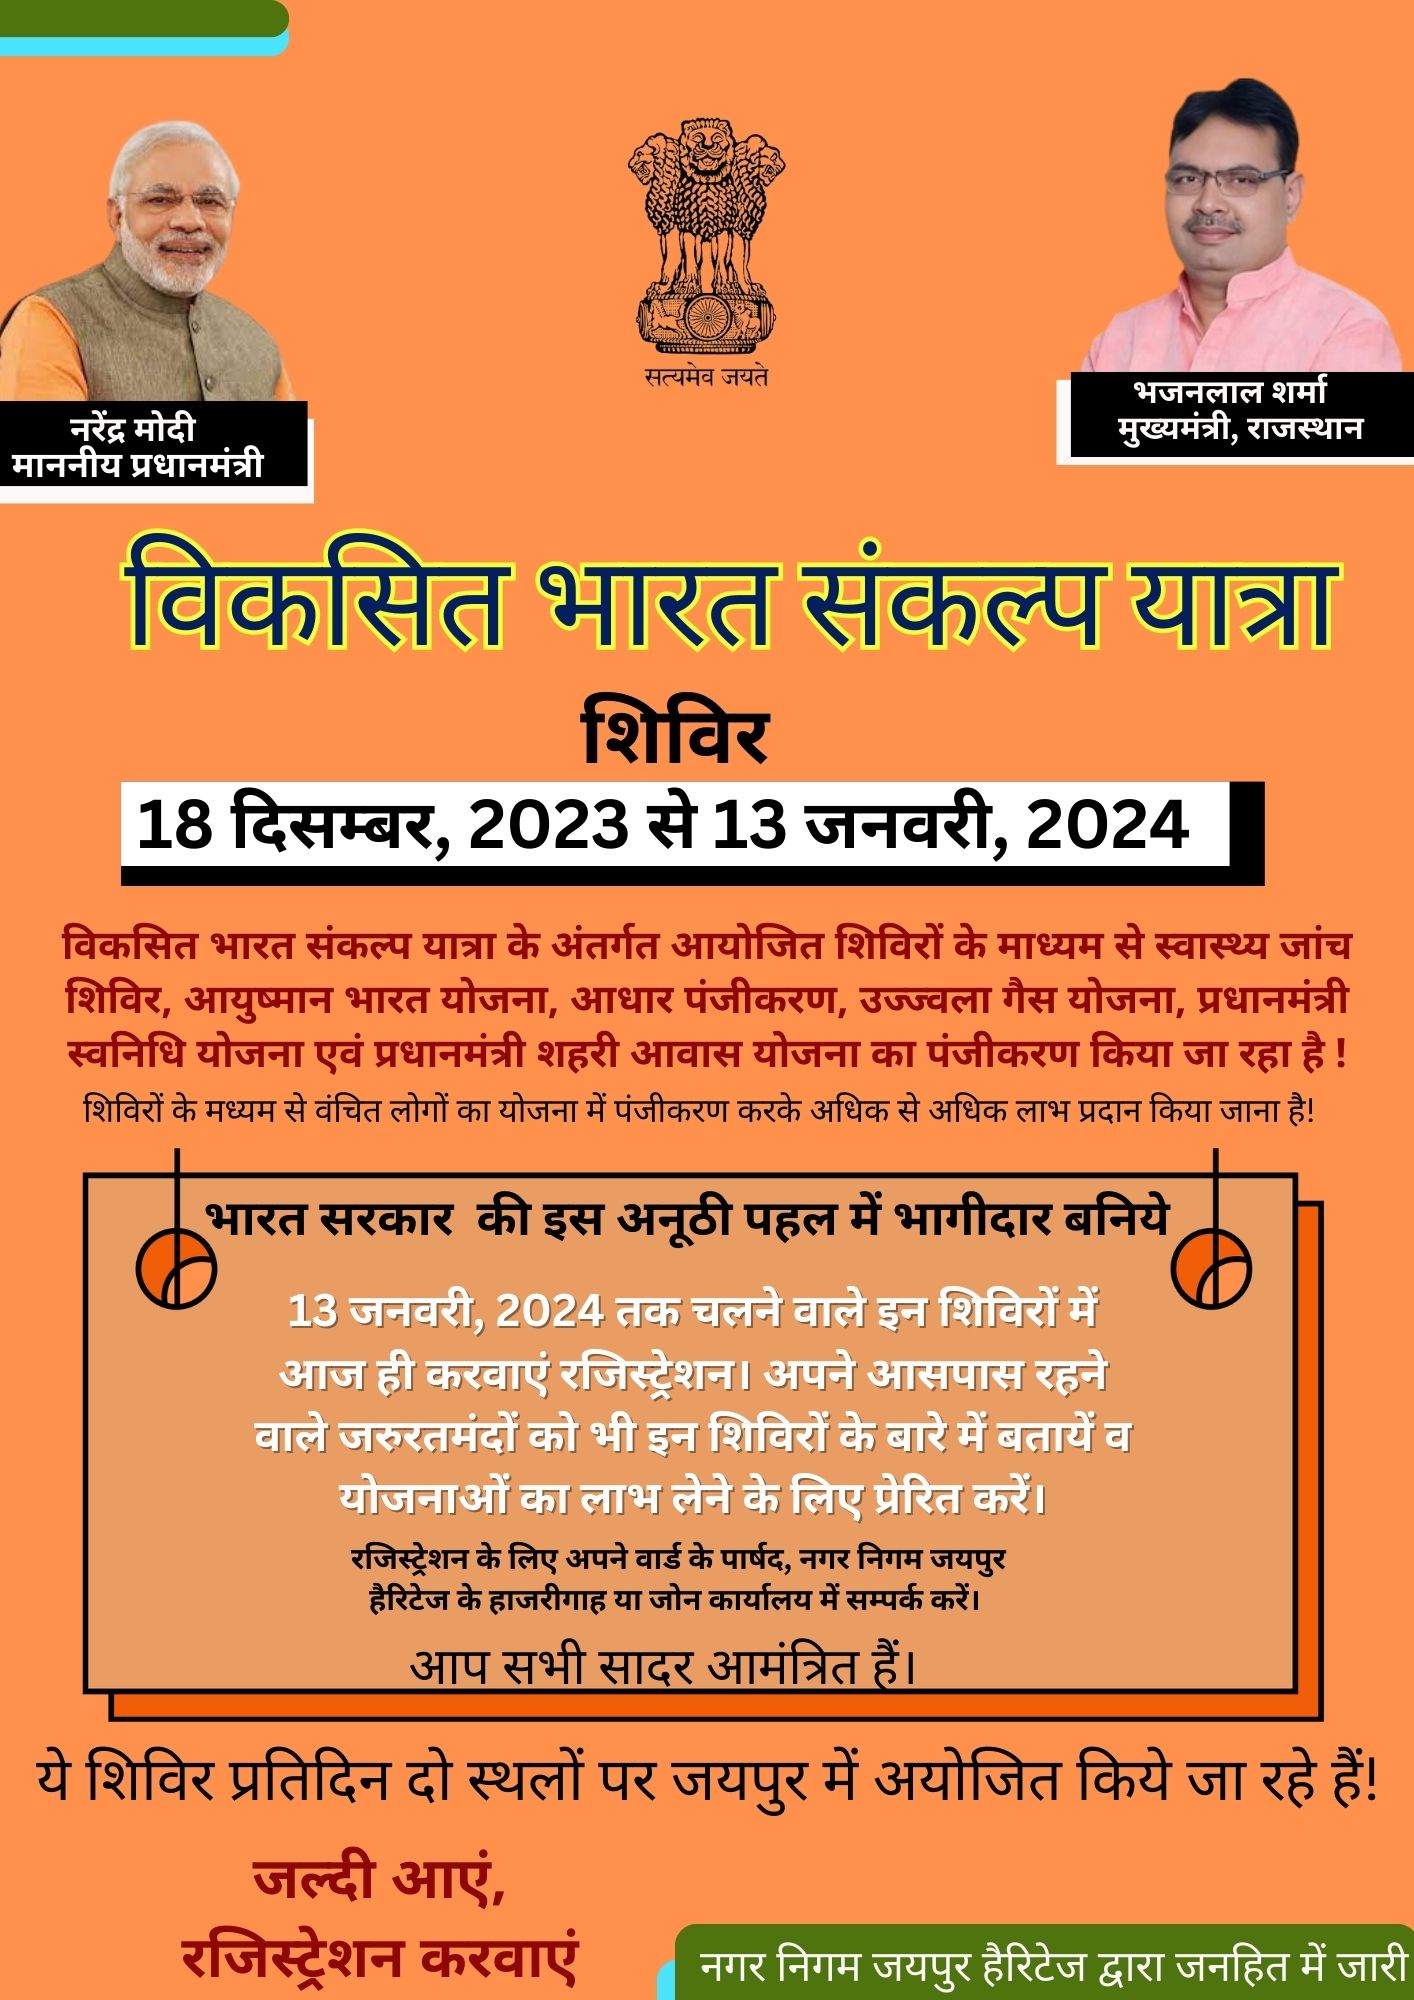 सत्यमेव जयते
नरेंद्र मोदी
माननीय प्रधानमंत्री
भजनलाल शर्मा
मुख्यमंत्री, राजस्थान
विकसित भारत संकल्प यात्रा
शिविर
18 दिसम्बर, 2023 से 13 जनवरी, 2024
विकसित भारत संकल्प यात्रा के अंतर्गत आयोजित शिविरों के माध्यम से स्वास्थ्य जांच
शिविर, आयुष्मान भारत योजना, आधार पंजीकरण, उज्ज्वला गैस योजना, प्रधानमंत्री
स्वनिधि योजना एवं प्रधानमंत्री शहरी आवास योजना का पंजीकरण किया जा रहा है !
शिविरों के मध्यम से वंचित लोगों का योजना में पंजीकरण करके अधिक से अधिक लाभ प्रदान किया जाना है!
भारत सरकार की इस अनूठी पहल में भागीदार बनिये
13 जनवरी, 2024 तक चलने वाले इन शिविरों में
आज ही करवाएं रजिस्ट्रेशन। अपने आसपास रहने
वाले जरुरतमंदों को भी इन शिविरों के बारे में बतायें व
योजनाओं का लाभ लेने के लिए प्रेरित करें।
रजिस्ट्रेशन के लिए अपने वार्ड के पार्षद, नगर निगम जयपुर
हैरिटेज के हाजरीगाह या जोन कार्यालय में सम्पर्क करें।
आप सभी सादर आमंत्रित हैं।
ये शिविर प्रतिदिन दो स्थलों पर जयपुर में अयोजित किये जा रहे हैं!
जल्दी आएं,
रजिस्ट्रेशन करवाएं
नगर निगम जयपुर हैरिटेज द्वारा जनहित में जारी